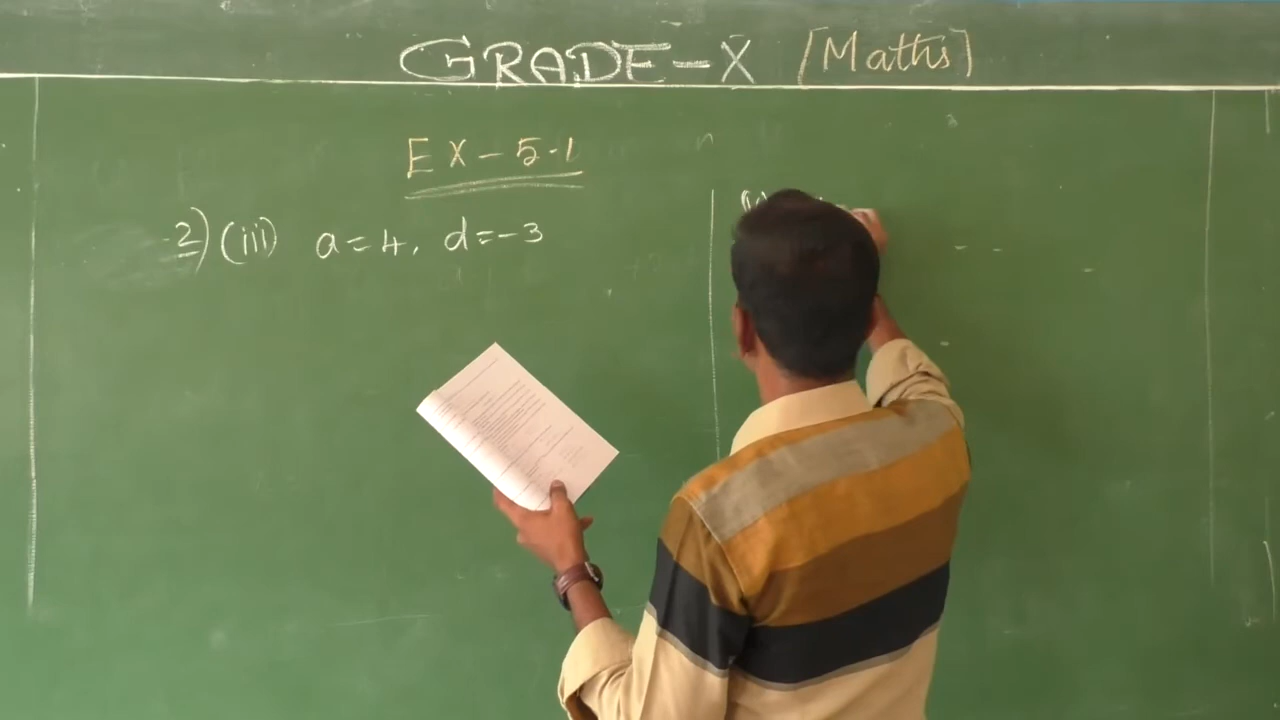 GRADE-X [Maths]
EX-5.1
2) (iii) a=4, d=-3